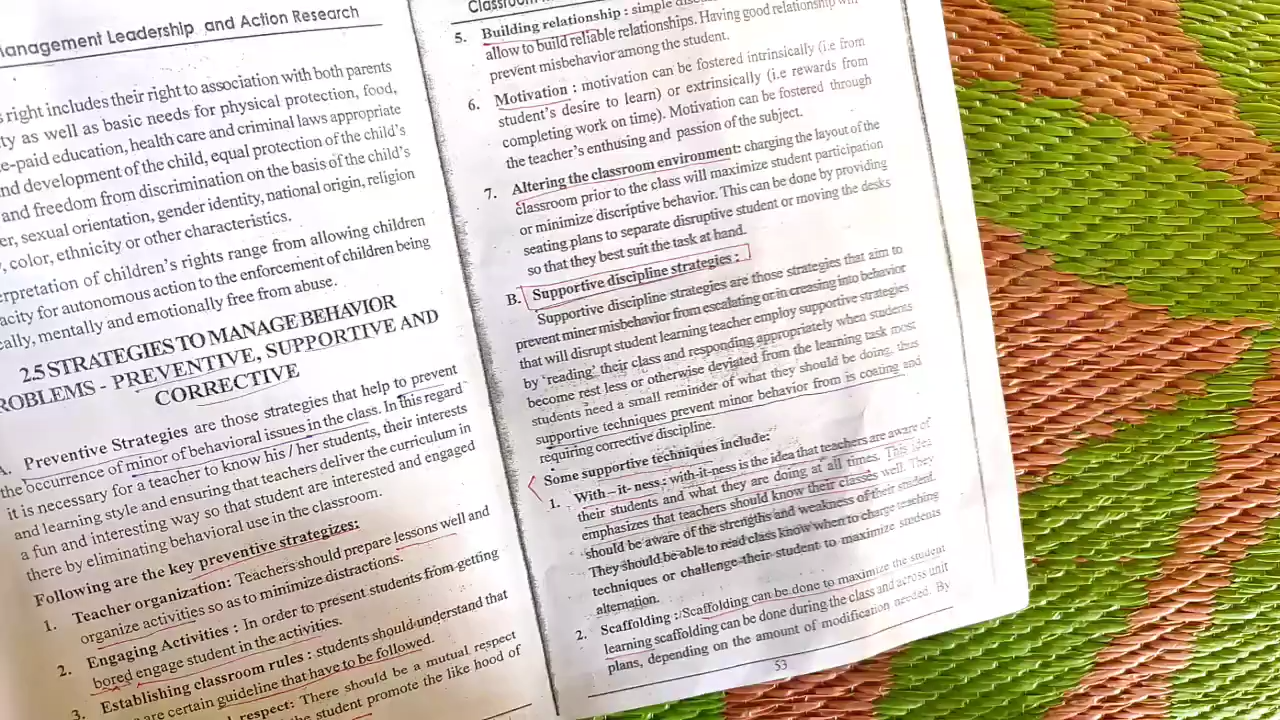 Management Leadership and Action Research
right includes their right to association with both parents
as well as basic needs for physical protection, food,
-paid education, health care and criminal laws appropriate
and development of the child, equal protection of the child's
and freedom from discrimination on the basis of the child's
sexual orientation, gender identity, national origin, religion
color, ethnicity or other characteristics.
of children's rights range from allowing children
for autonomous action to the enforcement of children being
mentally and emotionally free from abuse.
2.5 STRATEGIES TO MANAGE BEHAVIOR
- PREVENTIVE, SUPPORTIVE AND
CORRECTIVE
Preventive Strategies are those strategies that help to prevent
the occurrence of minor of behavioral issues in the class. In this regard
it is necessary for a teacher to know his / her students, their interests
and learning style and ensuring that teachers deliver the curriculum in
a fun and interesting way so that student are interested and engaged
there by eliminating behavioral use in the classroom.
Following are the key preventive strategizes:
1. Teacher organization: Teachers should prepare lessons well and
organize activities so as to minimize distractions.
2. Engaging Activities : In order to present students from getting
bored engage student in the activities.
3. Establishing classroom rules : students should understand that
are certain guideline that have to be followed.
respect: There should be a mutual respect
student promote the like hood of
5. Building relationship : simple
allow to build reliable relationships. Having good relationship
prevent misbehavior among the student.
6. Motivation : motivation can be fostered intrinsically (i.e from
student's desire to learn) or extrinsically (i.e rewards from
completing work on time). Motivation can be fostered through
the teacher's enthusing and passion of the subject.
7. Altering the classroom environment: charging the layout of the
classroom prior to the class will maximize student participation
or minimize discriptive behavior. This can be done by providing
seating plans to separate disruptive student or moving the desks
so that they best suit the task at hand.
B. Supportive discipline strategies :
Supportive discipline strategies are those strategies that aim to
prevent miner misbehavior from escalating or in creasing into behavior
that will disrupt student learning teacher employ supportive strategies
by 'reading' their class and responding appropriately when students
become rest less or otherwise deviated from the learning task most
students need a small reminder of what they should be doing, thus
supportive techniques prevent minor behavior from is coating and
requiring corrective discipline.
Some supportive techniques include:
1. With – it- ness : with-it-ness is the idea that teachers are aware of
their students and what they are doing at all times. This idea
emphasizes that teachers should know their classes well. They
should be aware of the strengths and weakness of their student.
They should be able to read class know when to charge teaching
techniques or challenge their student to maximize students
alternation.
2. Scaffolding : Scaffolding can be done to maximize the student
learning scaffolding can be done during the class and across unit
plans, depending on the amount of modification needed. By
53